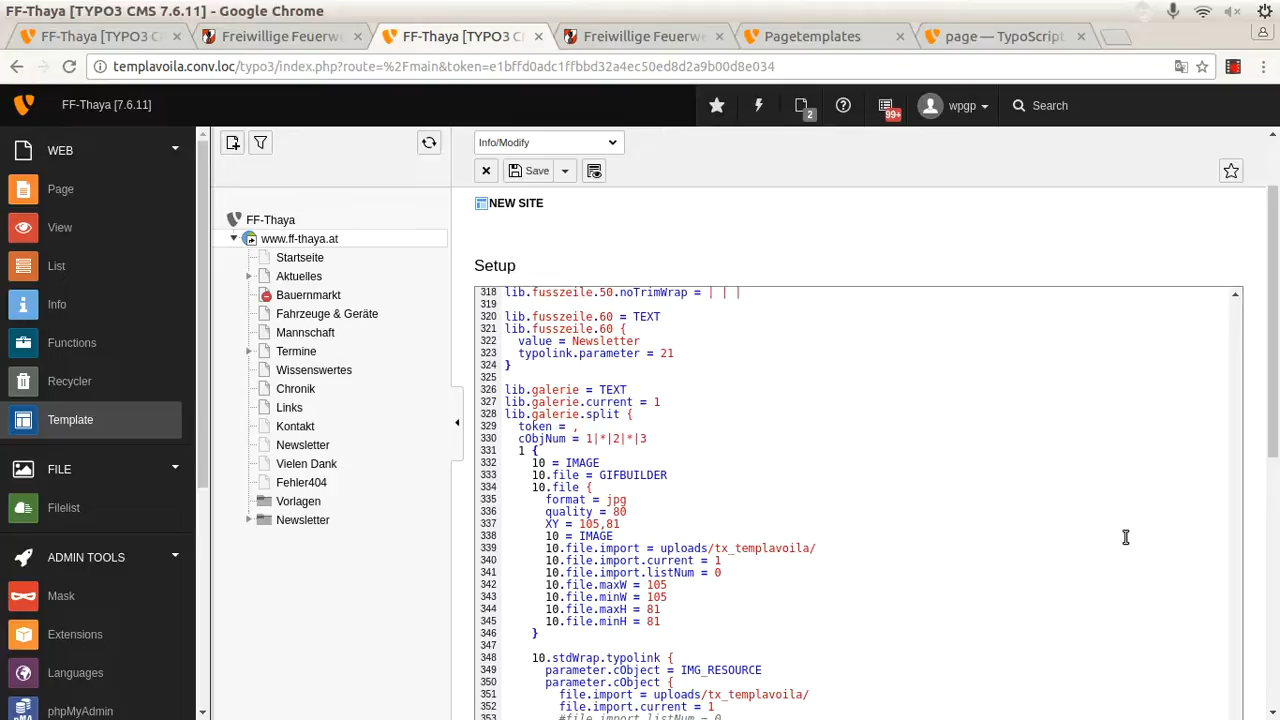 FF-Thaya [TYPO3 CMS 7.6.11] - Google Chrome
FF-Thaya [TYPO3 C
Freiwillige Feuerwe
FF-Thaya [TYPO3 C
Freiwillige Feuerwe
Pagetemplates
page — TypoScript
templavoila.conv.loc/typo3/index.php?route=%2Fmain&token=e1bffd0adc1ffbbd32a4ec50ed8d2a9b00d8e034
FF-Thaya [7.6.11]
2
99+
wpgp
Search
WEB
Page
View
List
Info
Functions
Recycler
Template
FILE
Filelist
ADMIN TOOLS
Mask
Extensions
Languages
phpMyAdmin
FF-Thaya
www.ff-thaya.at
Startseite
Aktuelles
Bauernmarkt
Fahrzeuge & Geräte
Mannschaft
Termine
Wissenswertes
Chronik
Links
Kontakt
Newsletter
Vielen Dank
Fehler404
Vorlagen
Newsletter
Info/Modify
Save
NEW SITE
Setup
318 lib.fusszeile.50.noTrimWrap = | | |
319
320 lib.fusszeile.60 = TEXT
321 lib.fusszeile.60 {
322 value = Newsletter
323 typolink.parameter = 21
324 }
325
326 lib.galerie = TEXT
327 lib.galerie.current = 1
328 lib.galerie.split {
329 token = ,
330 cObjNum = 1|*|2|*|3
331 1 {
332 10 = IMAGE
333 10.file = GIFBUILDER
334 10.file {
335 format = jpg
336 quality = 80
337 XY = 105,81
338 10 = IMAGE
339 10.file.import = uploads/tx_templavoila/
340 10.file.import.current = 1
341 10.file.import.listNum = 0
342 10.file.maxW = 105
343 10.file.minW = 105
344 10.file.maxH = 81
345 10.file.minH = 81
346 }
347
348 10.stdWrap.typolink {
349 parameter.cObject = IMG_RESOURCE
350 parameter.cObject {
351 file.import = uploads/tx_templavoila/
352 file.import.current = 1
353 #file.import.listNum = 0